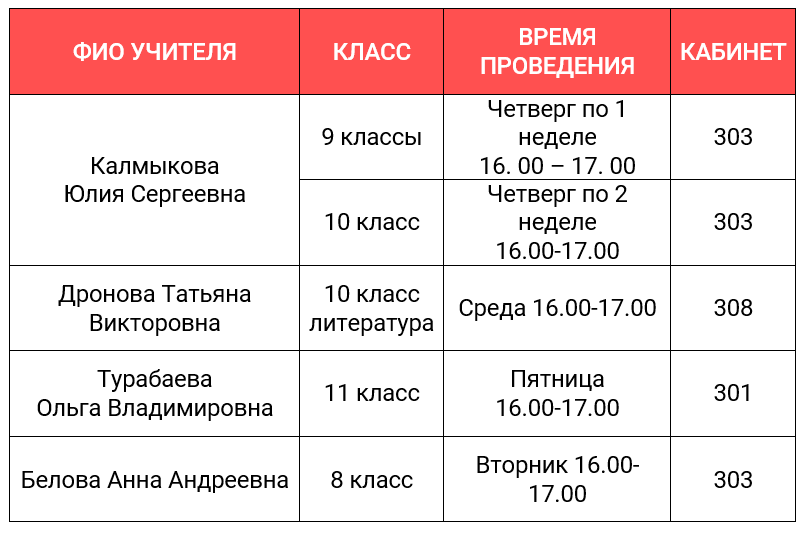 ФИО УЧИТЕЛЯ
КЛАСС
ВРЕМЯ
ПРОВЕДЕНИЯ
КАБИНЕТ
Калмыкова
Юлия Сергеевна
9 классы
Четверг по 1
неделе
16. 00 – 17. 00
303
10 класс
Четверг по 2
неделе
16.00-17.00
303
Дронова Татьяна
Викторовна
10 класс
литература
Среда 16.00-17.00
308
Турабаева
Ольга Владимировна
11 класс
Пятница
16.00-17.00
301
Белова Анна Андреевна
8 класс
Вторник 16.00-
17.00
303